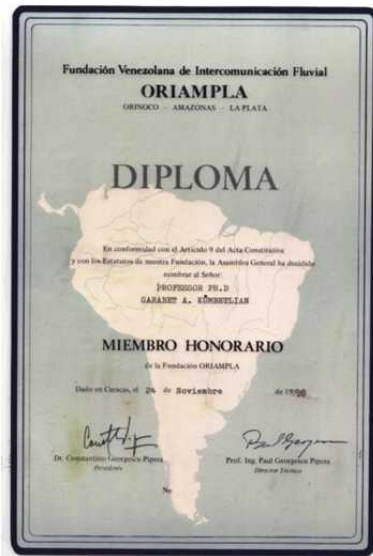 Fundación Venezolana de Intercomunicación Fluvial
ORIAMPLA
ORINOCO - AMAZONAS - LA PLATA
DIPLOMA
En conformidad con el Artículo 9 del Acta Constitutiva
y con los Estatutos de nuestra Fundación, la Asamblea General ha decidido
nombrar al Señor:
PROFESSOR PH.D
GARABET A. KÜMBETLIAN
MIEMBRO HONORARIO
de la Fundación ORIAMPLA
Dado en Caracas, el 24 de Noviembre de 1998
Dr. Constantino Georgescu Pipera
Presidente
Prof. Ing. Paul Georgescu Pipera
Director Técnico
No